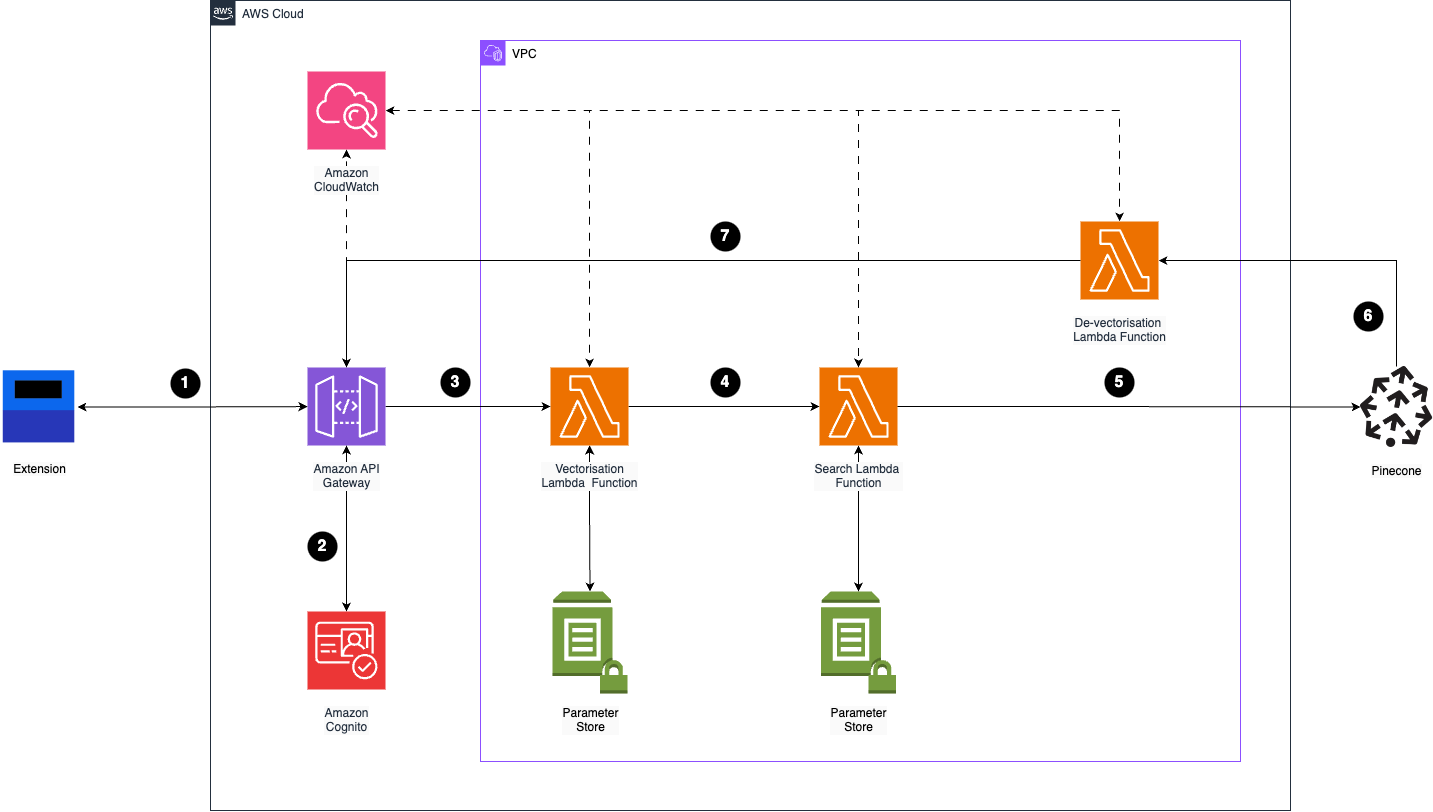 aws
AWS Cloud
VPC
Amazon
CloudWatch
7
De-vectorisation
Lambda Function
6
1
3
4
5
</>
Extension
Amazon API
Gateway
Vectorisation
Lambda Function
Search Lambda
Function
Pinecone
2
Amazon
Cognito
Parameter
Store
Parameter
Store